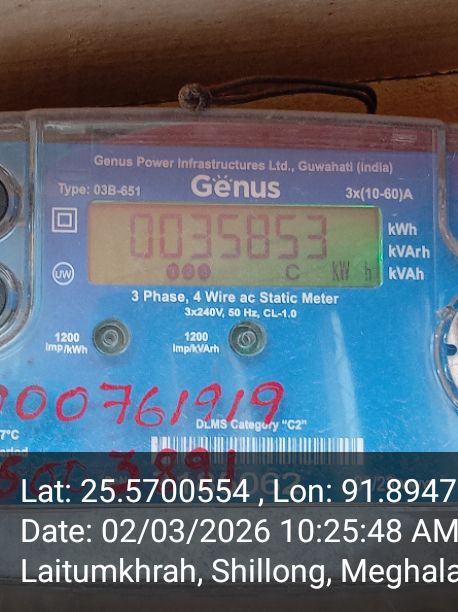 Genus Power Infrastructures Ltd., Guwahati (india)
Type: 03B-651
Genus
3x(10-60)A
0035853
kWh
kVArh
kVAh
C kW h
UW
3 Phase, 4 Wire ac Static Meter
3x240V, 50 Hz, CL-1.0
1200
Imp/kWh
1200
Imp/kVArh
000761919
DLMS Category "C2"
7°C
Lat: 25.5700554 , Lon: 91.8947
Date: 02/03/2026 10:25:48 AM
Laitumkhrah, Shillong, Meghala